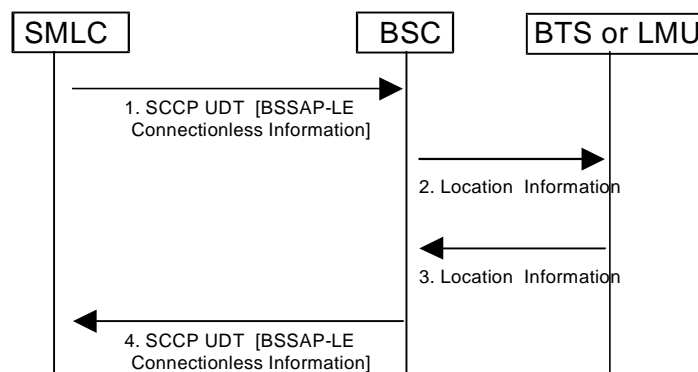 SMLC
BSC
BTS or LMU
1. SCCP UDT [BSSAP-LE
Connectionless Information]
2. Location Information
3. Location Information
4. SCCP UDT [BSSAP-LE
Connectionless Information]